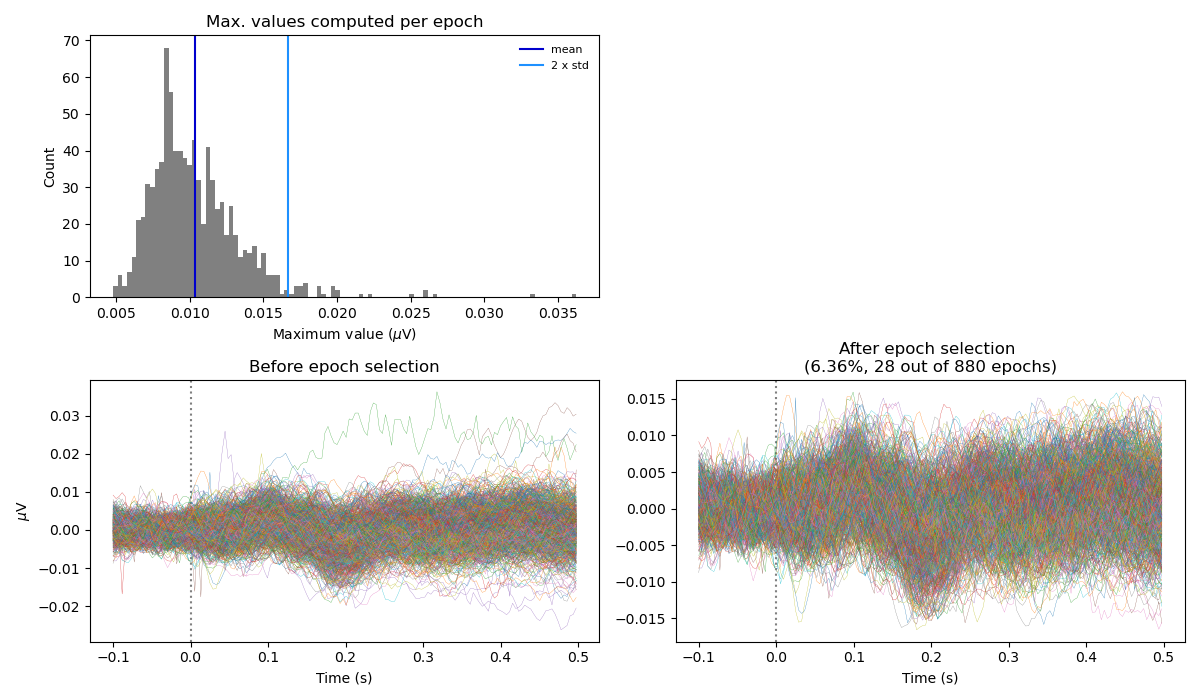 Max. values computed per epoch
70
60
50
40
30
20
10
0
Count
mean
2 x std
0.005 0.010 0.015 0.020 0.025 0.030 0.035
Maximum value (μV)
Before epoch selection
0.03
0.02
0.01
0.00
−0.01
−0.02
μV
−0.1 0.0 0.1 0.2 0.3 0.4 0.5
Time (s)
After epoch selection
(6.36%, 28 out of 880 epochs)
0.015
0.010
0.005
0.000
−0.005
−0.010
−0.015
−0.1 0.0 0.1 0.2 0.3 0.4 0.5
Time (s)